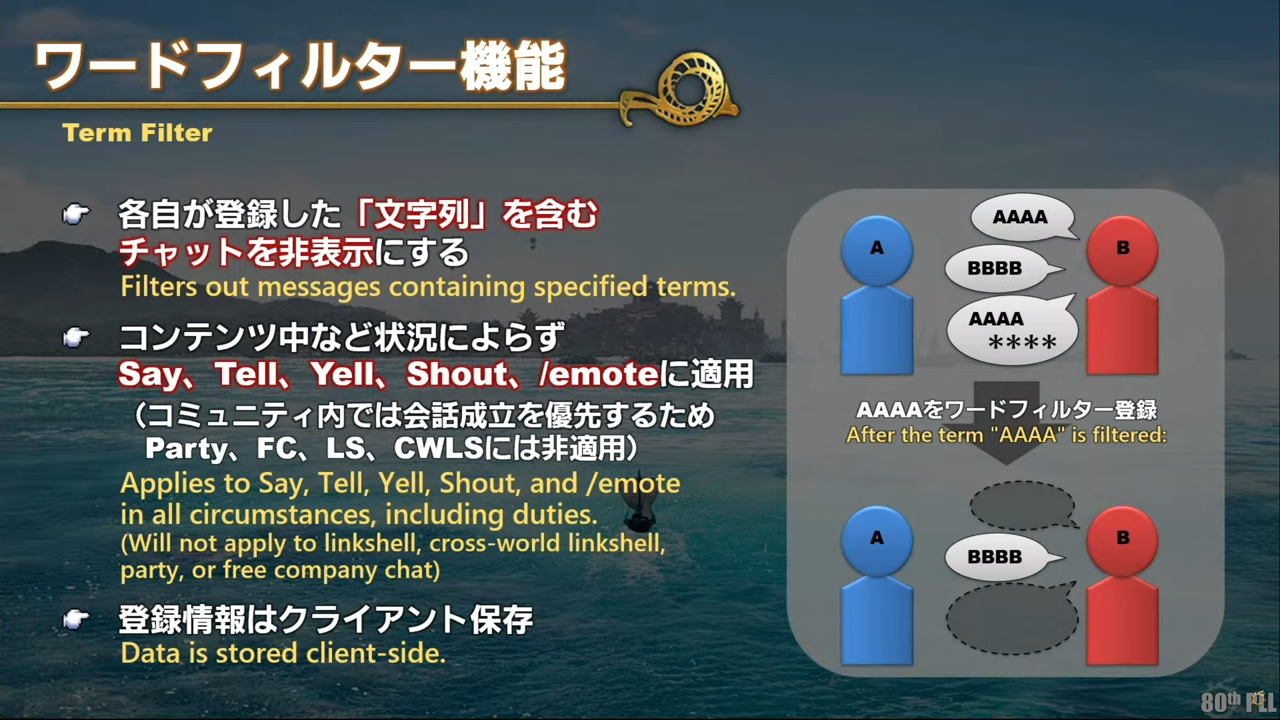 ワードフィルター機能
Term Filter
各自が登録した「文字列」を含む
チャットを非表示にする
Filters out messages containing specified terms.
コンテンツ中など状況によらず
Say、Tell、Yell、Shout、/emoteに適用
（コミュニティ内では会話成立を優先するため
Party、FC、LS、CWLSには非適用）
Applies to Say, Tell, Yell, Shout, and /emote
in all circumstances, including duties.
(Will not apply to linkshell, cross-world linkshell,
party, or free company chat)
登録情報はクライアント保存
Data is stored client-side.
A
AAAA
B
BBBB
AAAA
****
AAAAをワードフィルター登録
After the term "AAAA" is filtered:
A
BBBB
B
80th PLL